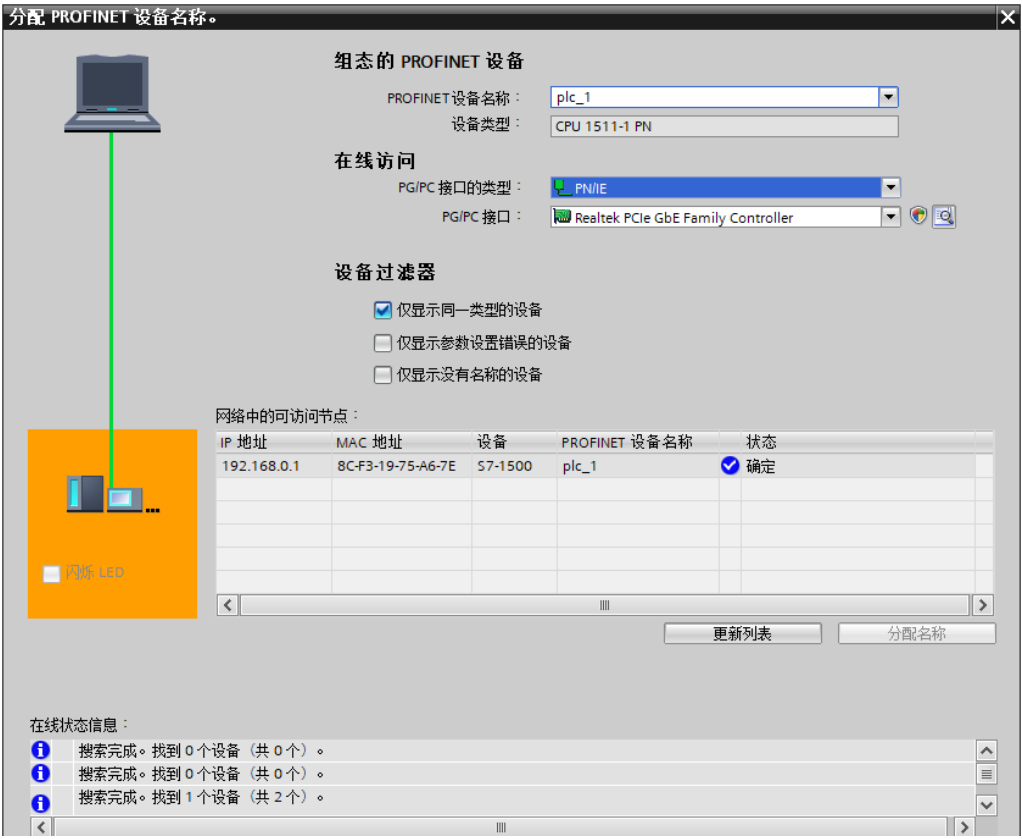 分配 PROFINET 设备名称。
组态的 PROFINET 设备
PROFINET设备名称：
plc_1
设备类型：
CPU 1511-1 PN
在线访问
PG/PC 接口的类型：
PN/IE
PG/PC 接口：
Realtek PCIe GbE Family Controller
设备过滤器
仅显示同一类型的设备
仅显示参数设置错误的设备
仅显示没有名称的设备
网络中的可访问节点：
IP 地址 MAC 地址 设备 PROFINET 设备名称 状态
192.168.0.1 8C-F3-19-75-A6-7E S7-1500 plc_1 确定
闪烁 LED
更新列表 分配名称
在线状态信息：
搜索完成。找到 0 个设备（共 0 个）。
搜索完成。找到 0 个设备（共 0 个）。
搜索完成。找到 1 个设备（共 2 个）。